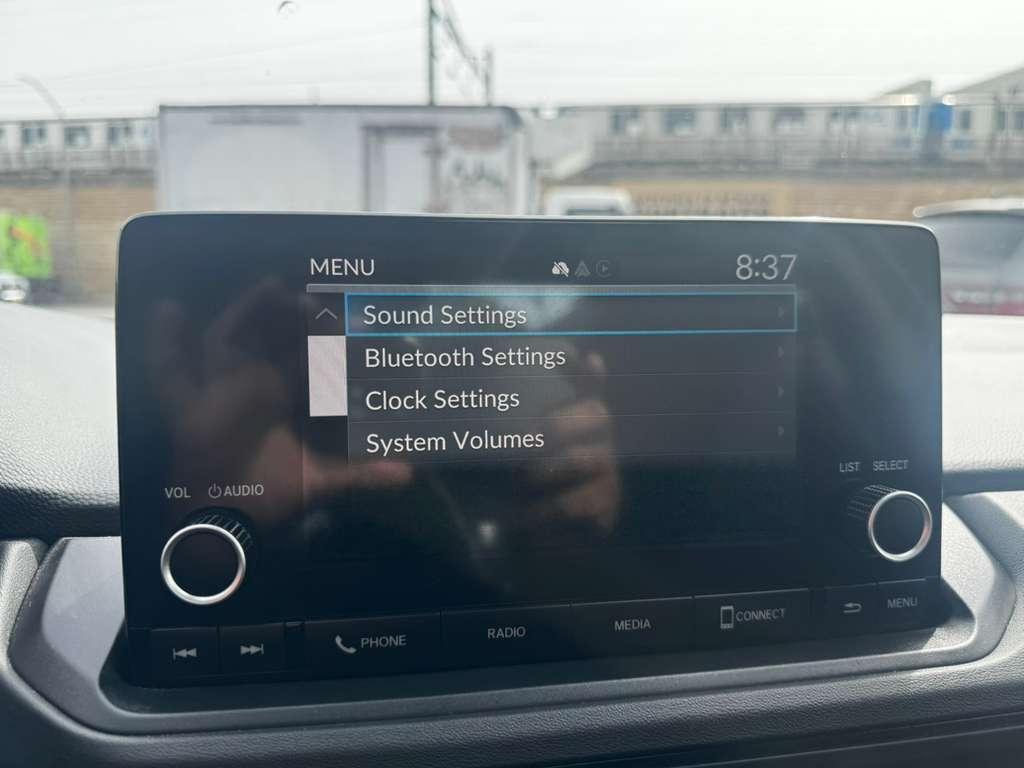 MENU
8:37
Sound Settings
Bluetooth Settings
Clock Settings
System Volumes
VOL AUDIO
LIST SELECT
PHONE
RADIO
MEDIA
CONNECT
MENU